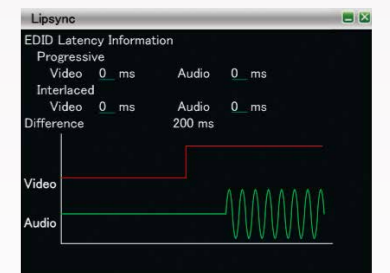 Lipsync
EDID Latency Information
Progressive
Video 0 ms Audio 0 ms
Interlaced
Video 0 ms Audio 0 ms
Difference 200 ms
Video
Audio